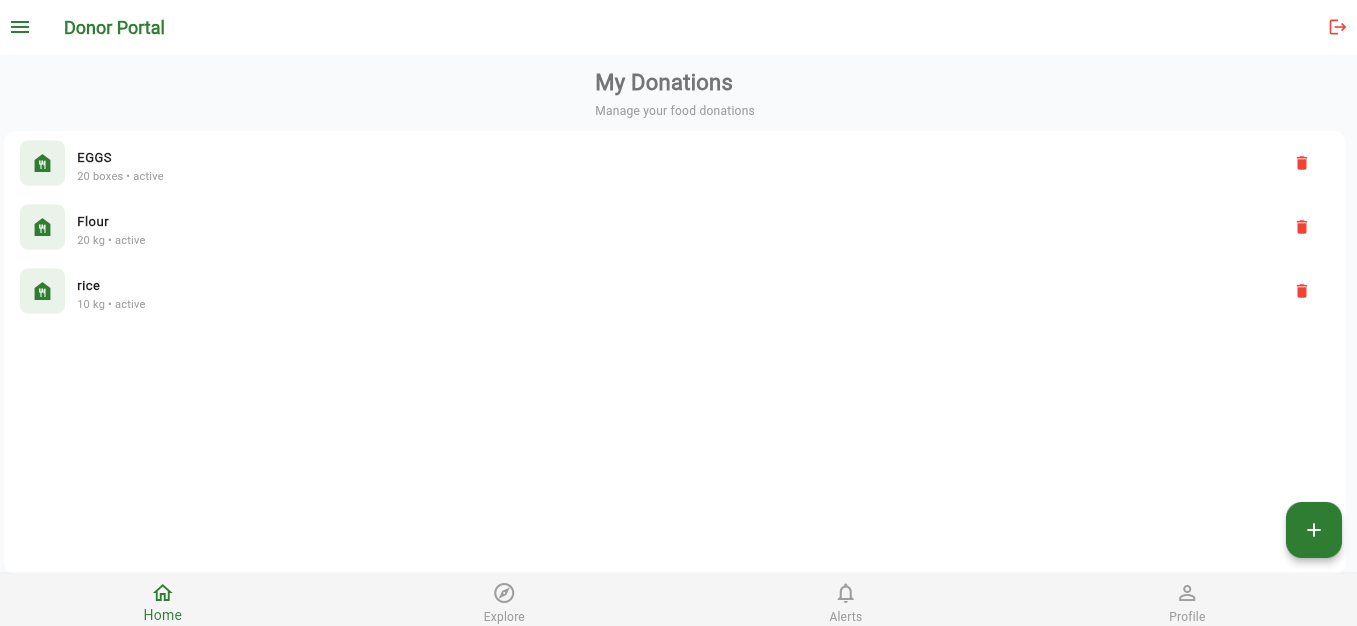 Donor Portal
My Donations
Manage your food donations
EGGS
20 boxes • active
Flour
20 kg • active
rice
10 kg • active
Home
Explore
Alerts
Profile